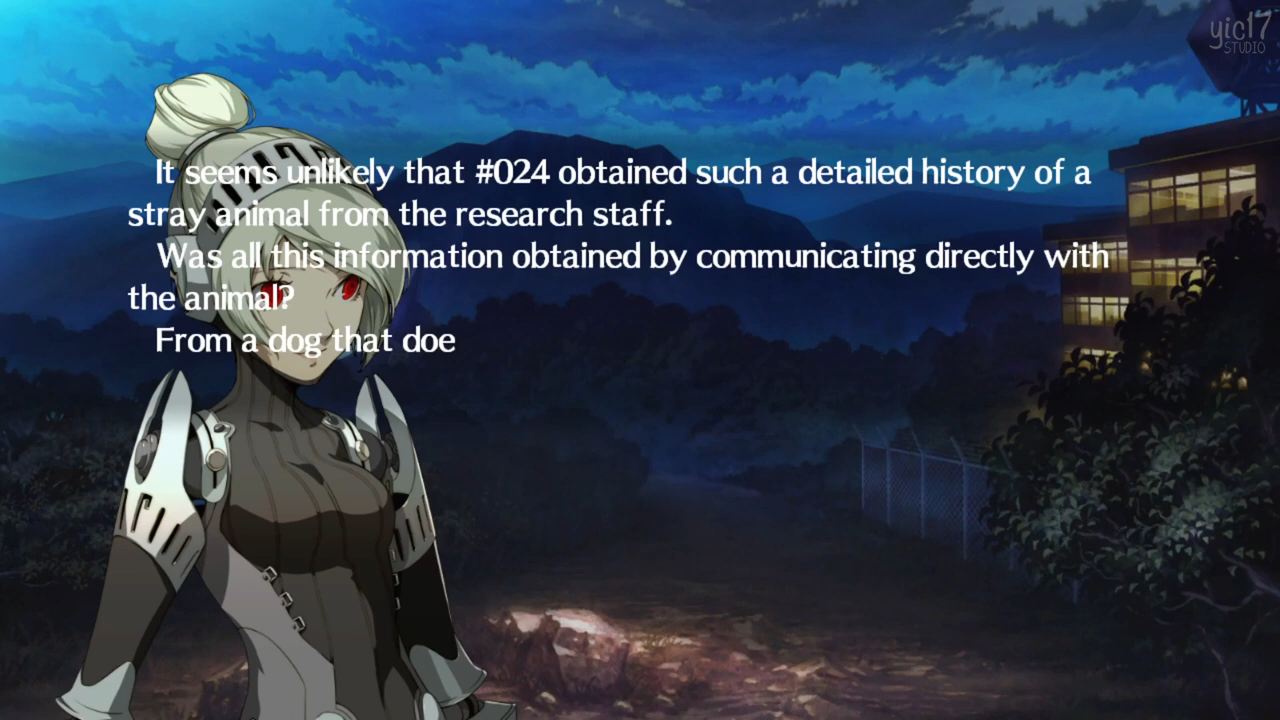 yic17
STUDIO
It seems unlikely that #024 obtained such a detailed history of a
stray animal from the research staff.
Was all this information obtained by communicating directly with
the animal?
From a dog that doe